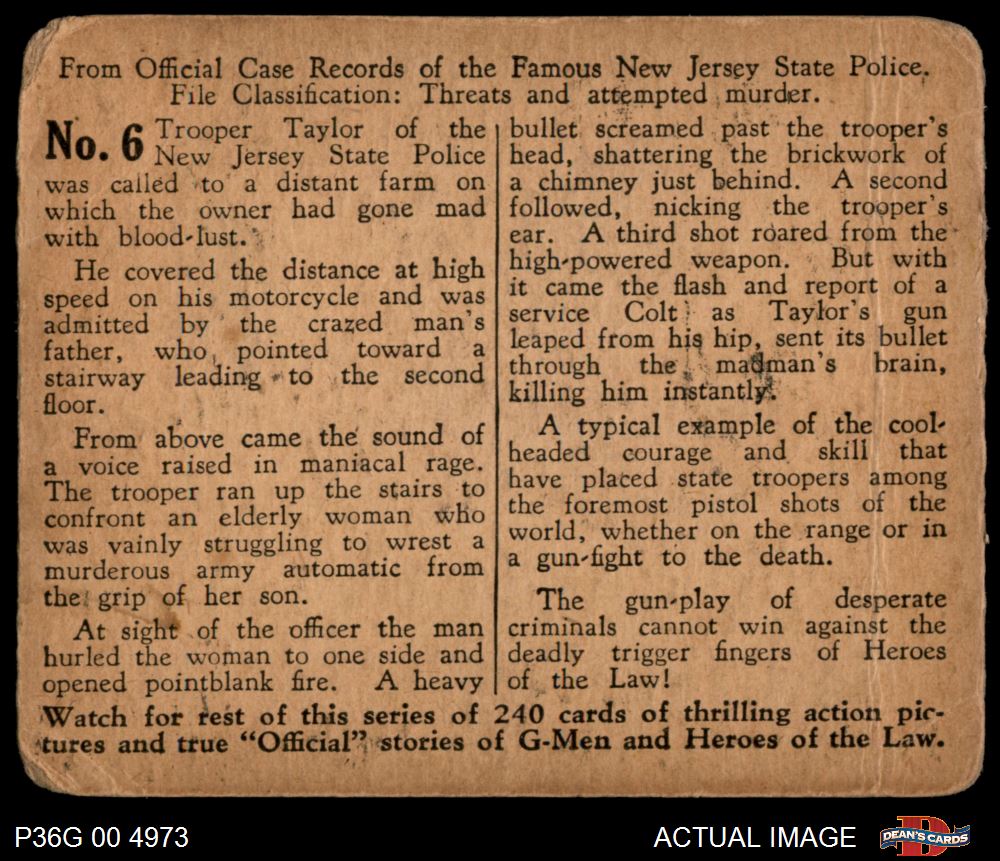 From Official Case Records of the Famous New Jersey State Police.
File Classification: Threats and attempted murder.
No. 6 Trooper Taylor of the
New Jersey State Police
was called to a distant farm on
which the owner had gone mad
with blood-lust.
He covered the distance at high
speed on his motorcycle and was
admitted by the crazed man's
father, who pointed toward a
stairway leading to the second
floor.
From above came the sound of
a voice raised in maniacal rage.
The trooper ran up the stairs to
confront an elderly woman who
was vainly struggling to wrest a
murderous army automatic from
the grip of her son.
At sight of the officer the man
hurled the woman to one side and
opened pointblank fire. A heavy
bullet screamed past the trooper's
head, shattering the brickwork of
a chimney just behind. A second
followed, nicking the trooper's
ear. A third shot roared from the
high-powered weapon. But with
it came the flash and report of a
service Colt as Taylor's gun
leaped from his hip, sent its bullet
through the madman's brain,
killing him instantly.
A typical example of the cool-
headed courage and skill that
have placed state troopers among
the foremost pistol shots of the
world, whether on the range or in
a gun-fight to the death.
The gun-play of desperate
criminals cannot win against the
deadly trigger fingers of Heroes
of the Law!
Watch for rest of this series of 240 cards of thrilling action pic-
tures and true "Official" stories of G-Men and Heroes of the Law.
P36G 00 4973
ACTUAL IMAGE
D
DEAN'S CARDS